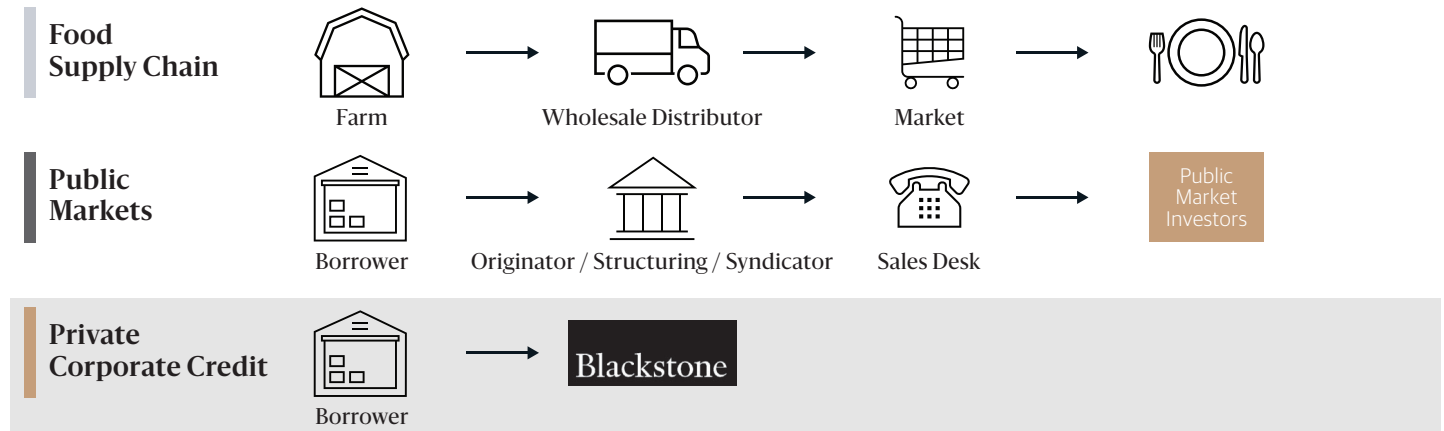 Food
Supply Chain
Farm
Wholesale Distributor
Market
Public
Markets
Borrower
Originator / Structuring / Syndicator
Sales Desk
Public
Market
Investors
Private
Corporate Credit
Borrower
Blackstone